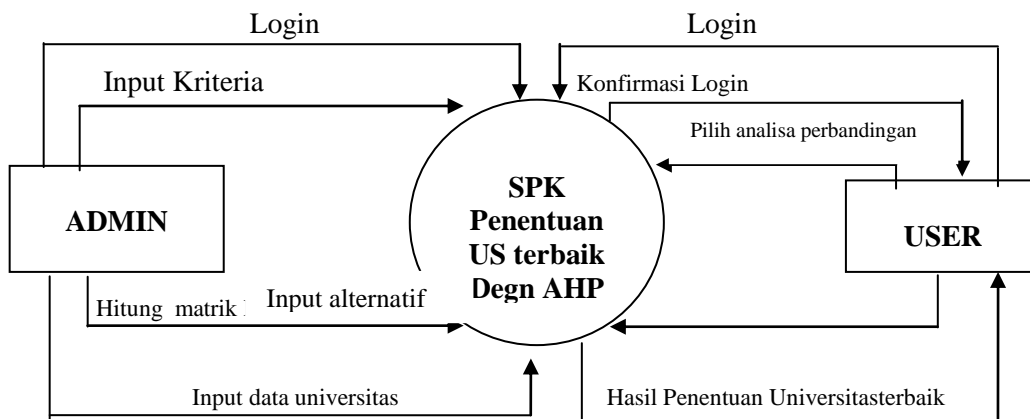 Login
Login
Input Kriteria
Konfirmasi Login
Pilih analisa perbandingan
ADMIN
SPK
Penentuan
US terbaik
Degn AHP
USER
Hitung matrik
Input alternatif
Input data universitas
Hasil Penentuan Universitasterbaik